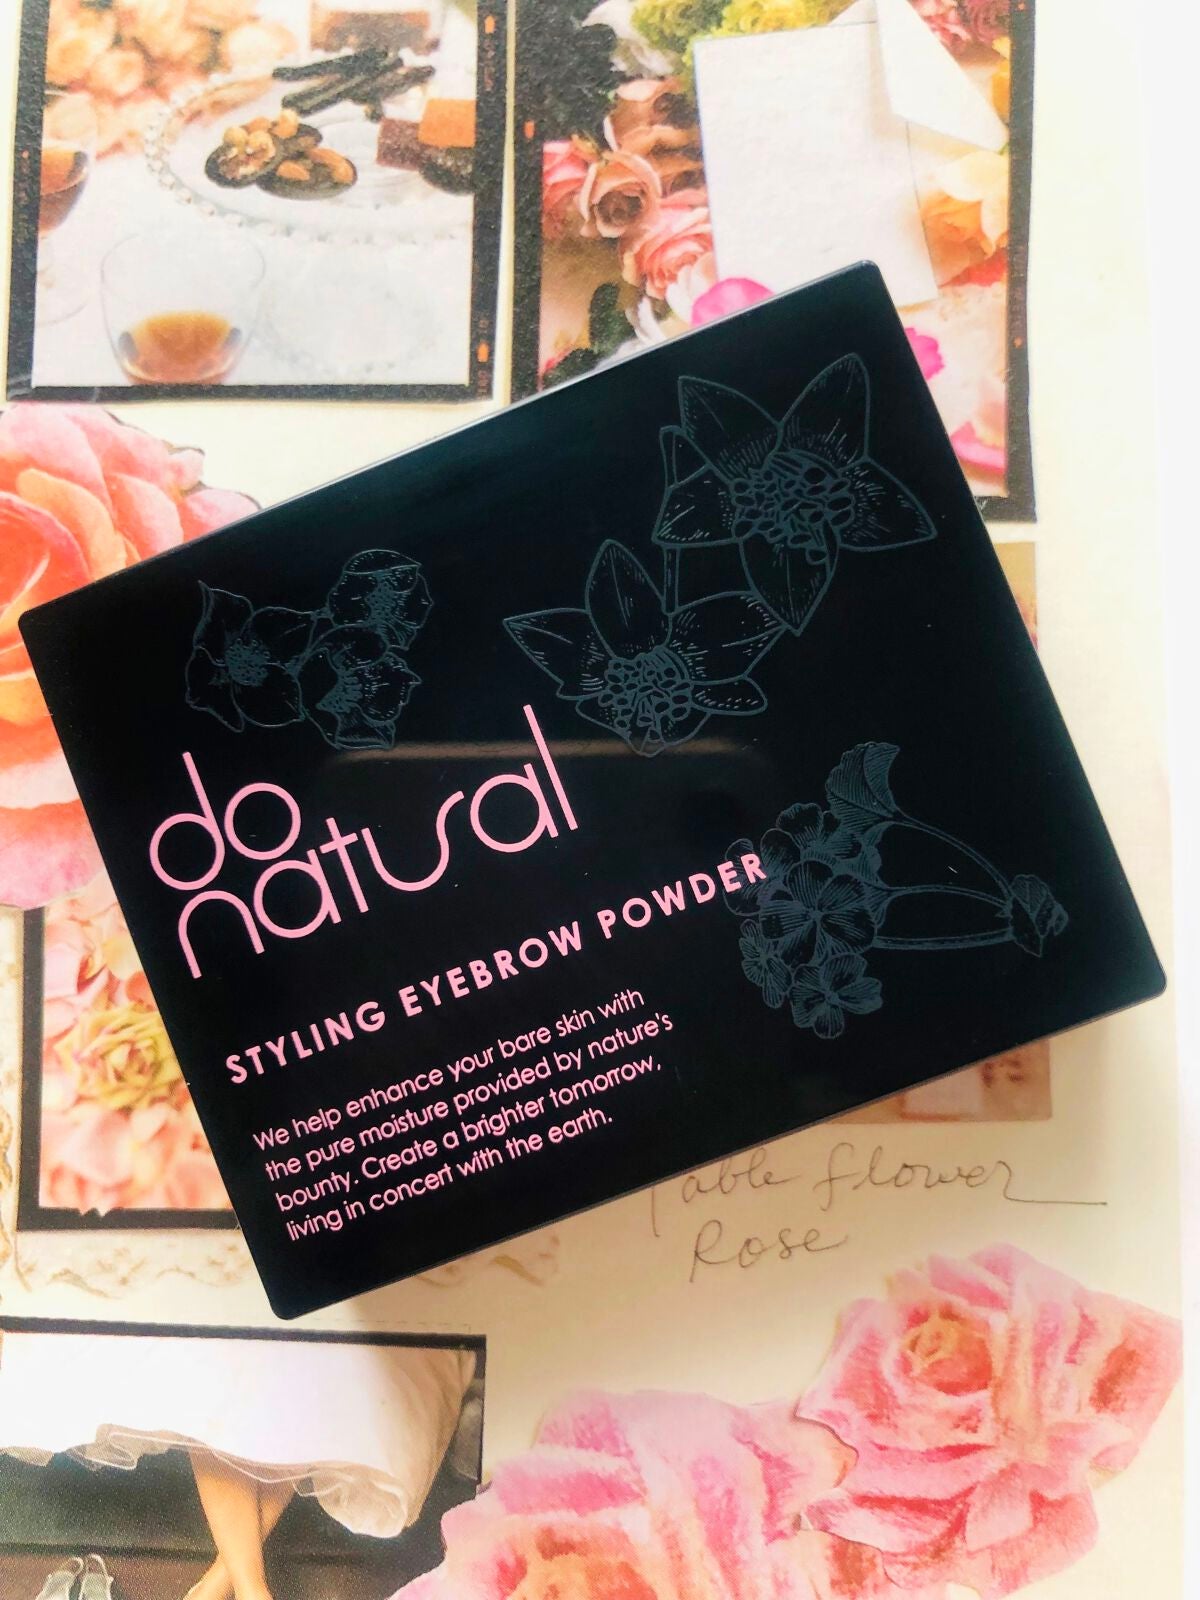 do
natural
STYLING EYEBROW POWDER
We help enhance your bare skin with
the pure moisture provided by nature's
bounty. Create a brighter tomorrow,
living in concert with the earth.
Table flower
Rose